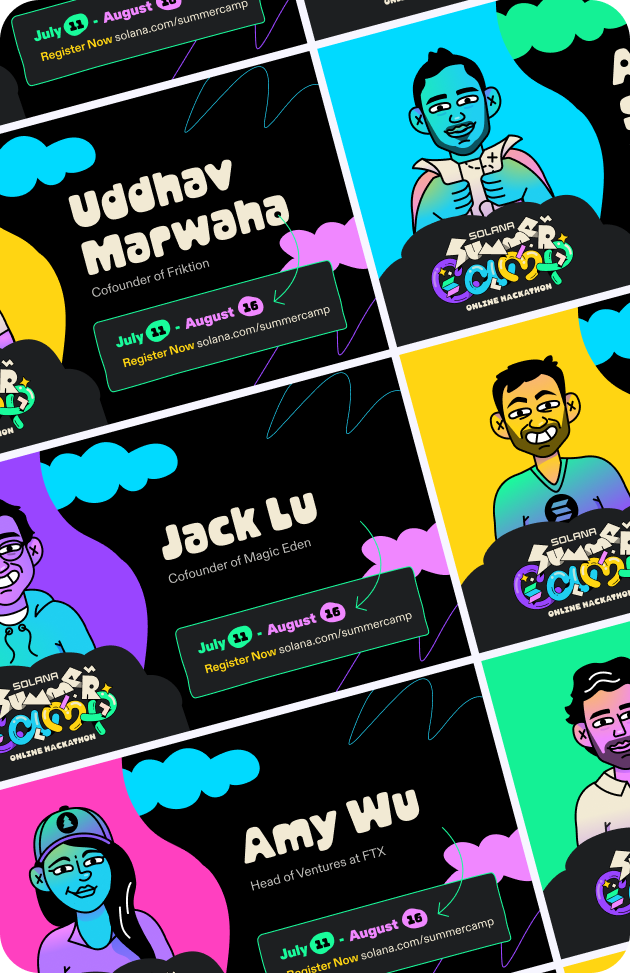 July 11 - August 16
Register Now solana.com/summercamp
ONLINE HACKATHON
Uddhav
Marwaha
Cofounder of Friktion
July 11 - August 16
Register Now solana.com/summercamp
SOLANA
SUMMER
CAMP
ONLINE HACKATHON
Jack Lu
Cofounder of Magic Eden
July 11 - August 16
Register Now solana.com/summercamp
SOLANA
SUMMER
CAMP
ONLINE HACKATHON
SOLANA
SUMMER
CAMP
ONLINE HACKATHON
Amy Wu
Head of Ventures at FTX
July 11 - August 16
Register Now solana.com/summercamp